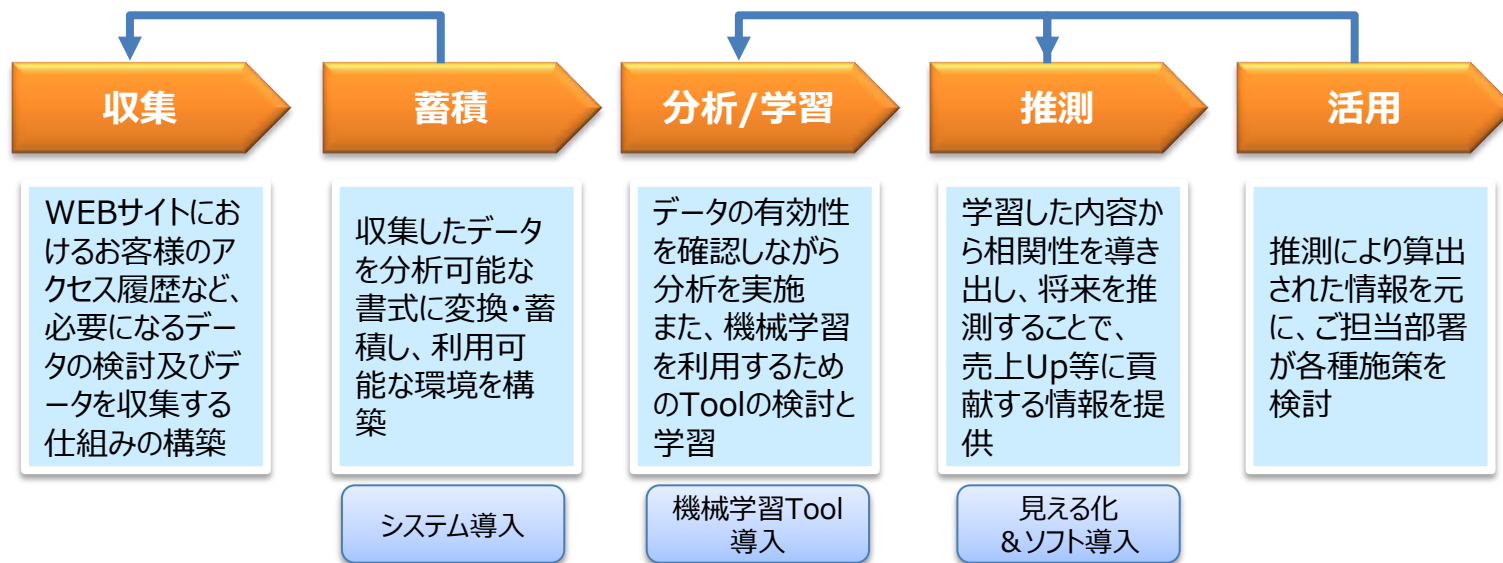 収集
蓄積
分析/学習
推測
活用
WEBサイトにお
けるお客様のア
クセス履歴など、
必要になるデー
タの検討及びデ
ータを収集する
仕組みの構築
収集したデータ
を分析可能な
書式に変換・蓄
積し、利用可
能な環境を構
築
データの有効性
を確認しながら
分析を実施
また、機械学習
を利用するため
のToolの検討と
学習
学習した内容か
ら相関性を導き
出し、将来を推
測することで、
売上Up等に貢
献する情報を提
供
推測により算出
された情報を元
に、ご担当部署
が各種施策を
検討
システム導入
機械学習Tool
導入
見える化
＆ソフト導入